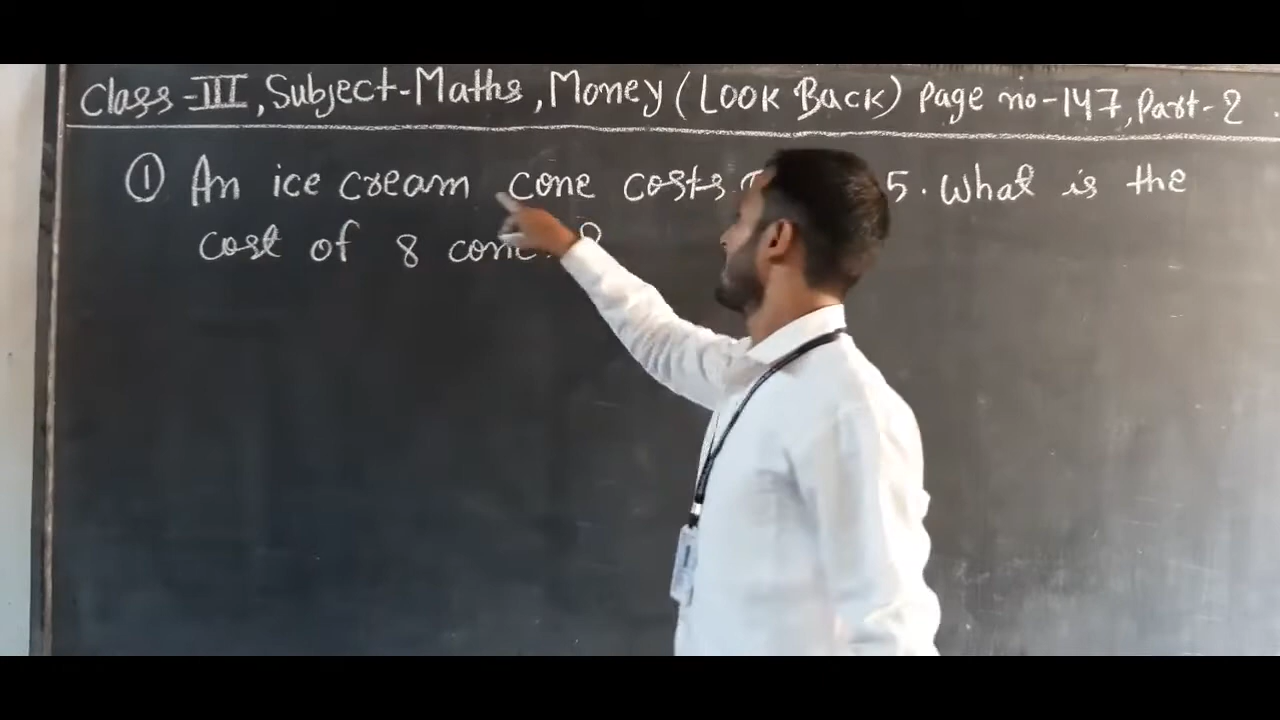 Class-III, Subject-Maths, Money (Look Back) Page no-147, Part-2.
① An ice cream cone costs 5. What is the
cost of 8 cone ?